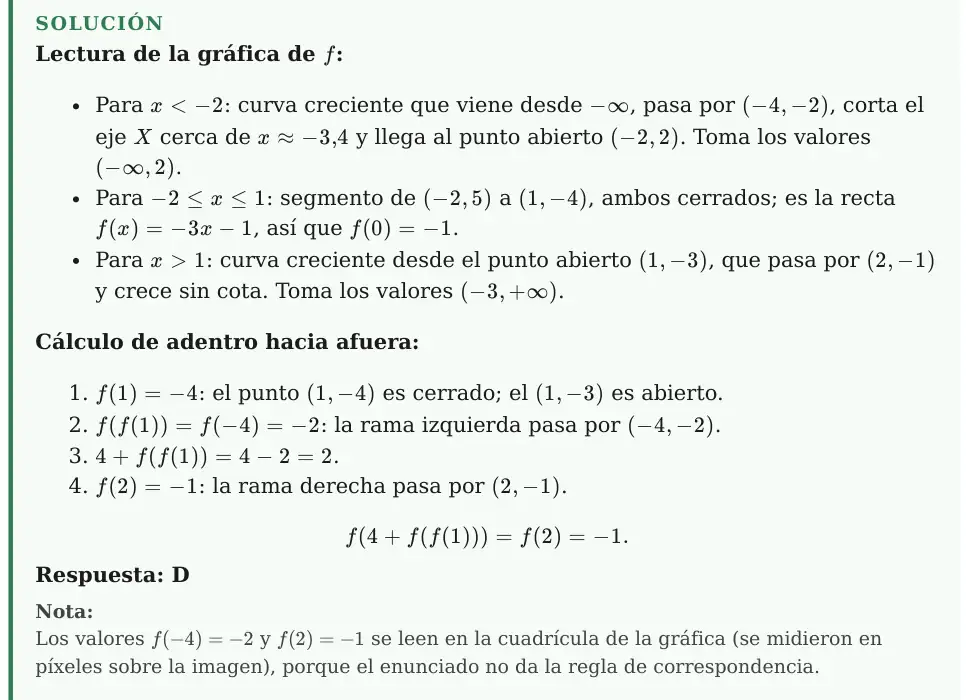 SOLUCIÓN
Lectura de la gráfica de f:
• Para x < −2: curva creciente que viene desde −∞, pasa por (−4, −2), corta el
eje X cerca de x ≈ −3,4 y llega al punto abierto (−2, 2). Toma los valores
(−∞, 2).
• Para −2 ≤ x ≤ 1: segmento de (−2, 5) a (1, −4), ambos cerrados; es la recta
f(x) = −3x − 1, así que f(0) = −1.
• Para x > 1: curva creciente desde el punto abierto (1, −3), que pasa por (2, −1)
y crece sin cota. Toma los valores (−3, +∞).
Cálculo de adentro hacia afuera:
1. f(1) = −4: el punto (1, −4) es cerrado; el (1, −3) es abierto.
2. f(f(1)) = f(−4) = −2: la rama izquierda pasa por (−4, −2).
3. 4 + f(f(1)) = 4 − 2 = 2.
4. f(2) = −1: la rama derecha pasa por (2, −1).
f(4 + f(f(1))) = f(2) = −1.
Respuesta: D
Nota:
Los valores f(−4) = −2 y f(2) = −1 se leen en la cuadrícula de la gráfica (se midieron en
píxeles sobre la imagen), porque el enunciado no da la regla de correspondencia.